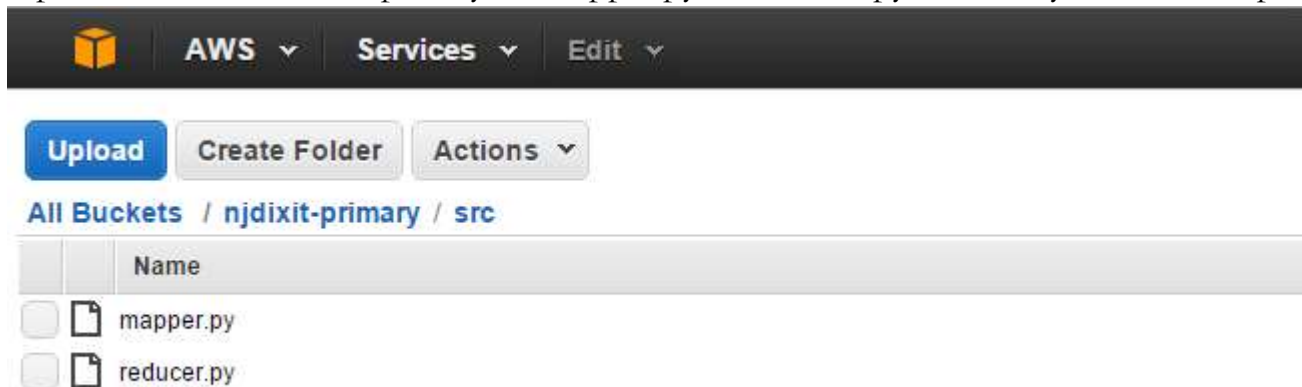 AWS Services Edit
Upload Create Folder Actions
All Buckets / njdixit-primary / src
Name
mapper.py
reducer.py